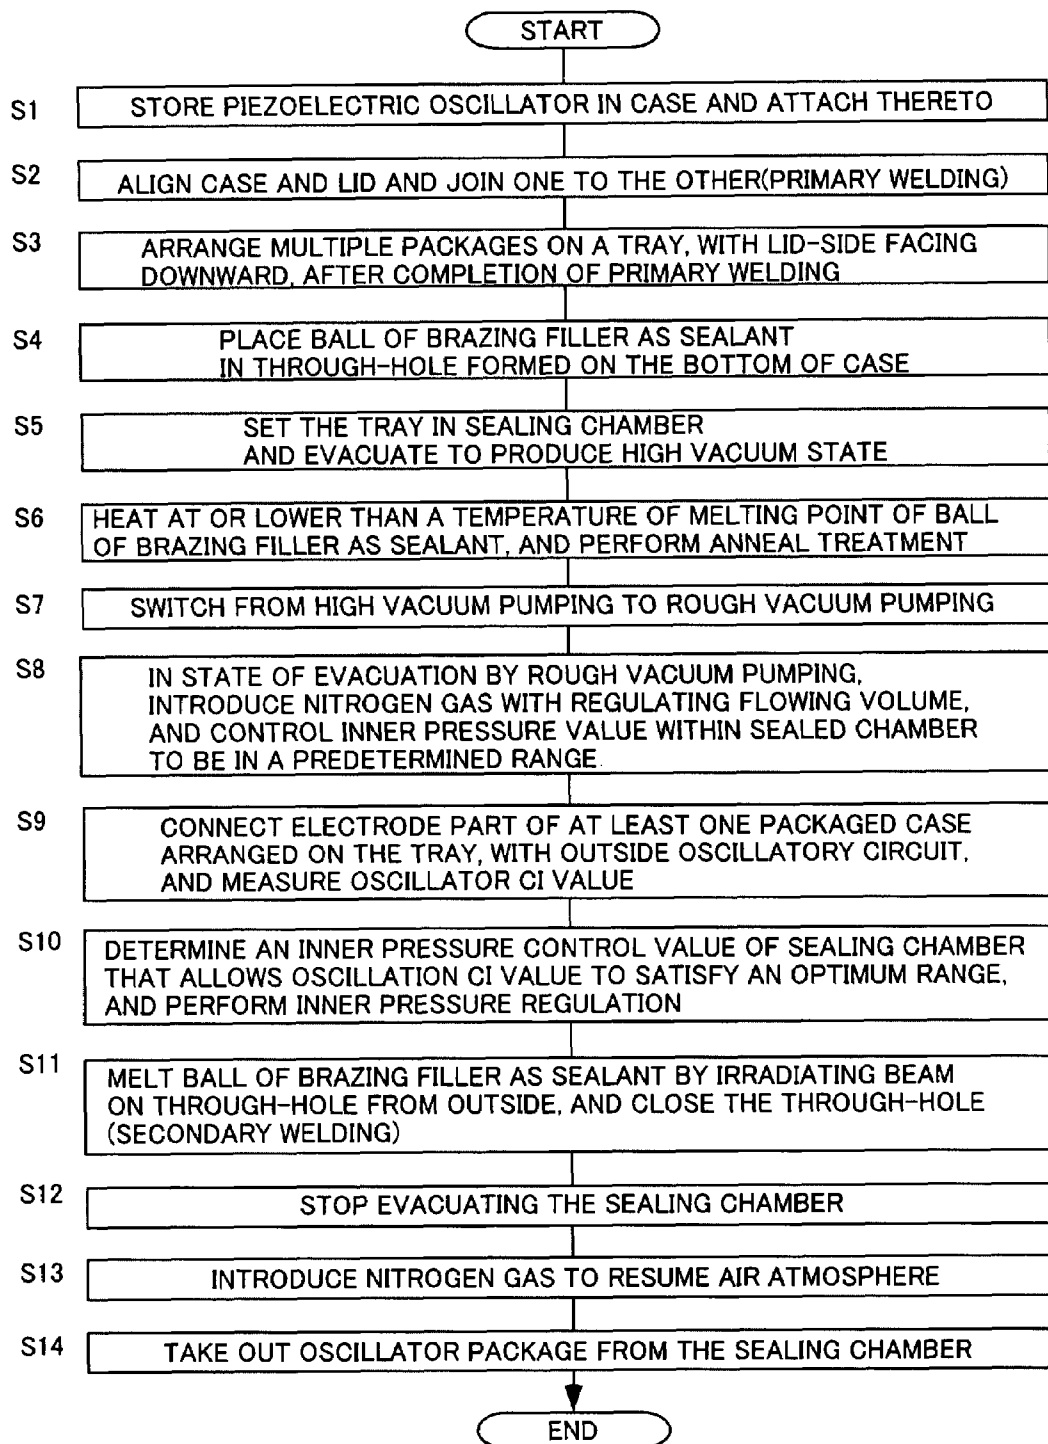 START
S1 STORE PIEZOELECTRIC OSCILLATOR IN CASE AND ATTACH THERETO
S2 ALIGN CASE AND LID AND JOIN ONE TO THE OTHER(PRIMARY WELDING)
S3 ARRANGE MULTIPLE PACKAGES ON A TRAY, WITH LID-SIDE FACING
DOWNWARD, AFTER COMPLETION OF PRIMARY WELDING
S4 PLACE BALL OF BRAZING FILLER AS SEALANT
IN THROUGH-HOLE FORMED ON THE BOTTOM OF CASE
S5 SET THE TRAY IN SEALING CHAMBER
AND EVACUATE TO PRODUCE HIGH VACUUM STATE
S6 HEAT AT OR LOWER THAN A TEMPERATURE OF MELTING POINT OF BALL
OF BRAZING FILLER AS SEALANT, AND PERFORM ANNEAL TREATMENT
S7 SWITCH FROM HIGH VACUUM PUMPING TO ROUGH VACUUM PUMPING
S8 IN STATE OF EVACUATION BY ROUGH VACUUM PUMPING,
INTRODUCE NITROGEN GAS WITH REGULATING FLOWING VOLUME,
AND CONTROL INNER PRESSURE VALUE WITHIN SEALED CHAMBER
TO BE IN A PREDETERMINED RANGE.
S9 CONNECT ELECTRODE PART OF AT LEAST ONE PACKAGED CASE
ARRANGED ON THE TRAY, WITH OUTSIDE OSCILLATORY CIRCUIT,
AND MEASURE OSCILLATOR CI VALUE
S10 DETERMINE AN INNER PRESSURE CONTROL VALUE OF SEALING CHAMBER
THAT ALLOWS OSCILLATION CI VALUE TO SATISFY AN OPTIMUM RANGE,
AND PERFORM INNER PRESSURE REGULATION
S11 MELT BALL OF BRAZING FILLER AS SEALANT BY IRRADIATING BEAM
ON THROUGH-HOLE FROM OUTSIDE, AND CLOSE THE THROUGH-HOLE
(SECONDARY WELDING)
S12 STOP EVACUATING THE SEALING CHAMBER
S13 INTRODUCE NITROGEN GAS TO RESUME AIR ATMOSPHERE
S14 TAKE OUT OSCILLATOR PACKAGE FROM THE SEALING CHAMBER
END